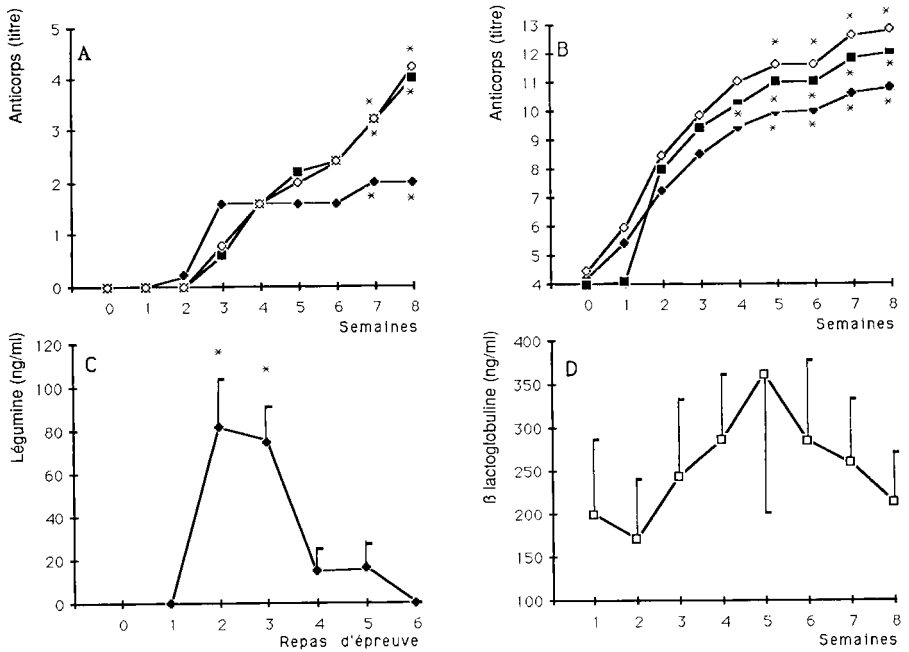 A
Anticorps (titre)
5
4
3
2
1
0
0 1 2 3 4 5 6 7 8
Semaines
B
Anticorps (titre)
13
12
11
10
9
8
7
6
5
4
0 1 2 3 4 5 6 7 8
Semaines
C
Légumine (ng/ml)
120
100
80
60
40
20
0
0 1 2 3 4 5 6
Repas d'épreuve
D
β lactoglobuline (ng/ml)
400
350
300
250
200
150
100
1 2 3 4 5 6 7 8
Semaines